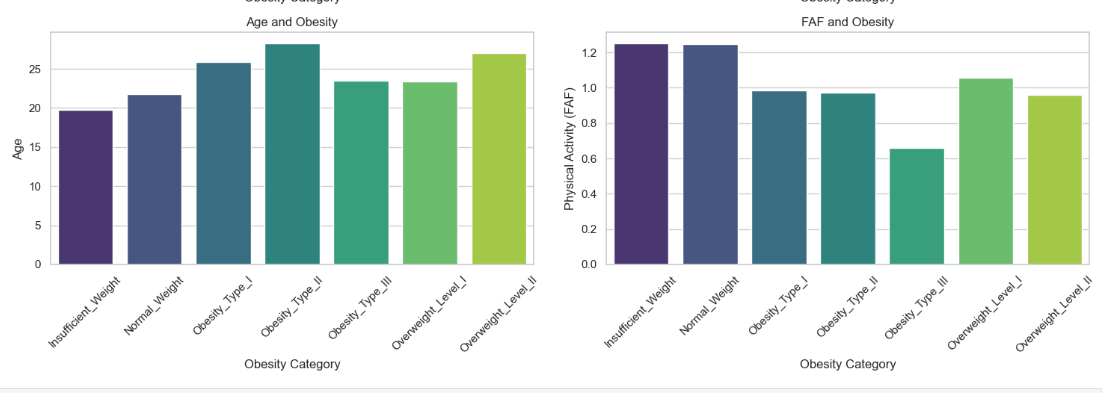 Obesity Category
Obesity Category
Age and Obesity
Age
25
20
15
10
5
0
Insufficient_Weight
Normal_Weight
Obesity_Type_I
Obesity_Type_II
Obesity_Type_III
Overweight_Level_I
Overweight_Level_II
Obesity Category
FAF and Obesity
Physical Activity (FAF)
1.2
1.0
0.8
0.6
0.4
0.2
0.0
Insufficient_Weight
Normal_Weight
Obesity_Type_I
Obesity_Type_II
Obesity_Type_III
Overweight_Level_I
Overweight_Level_II
Obesity Category